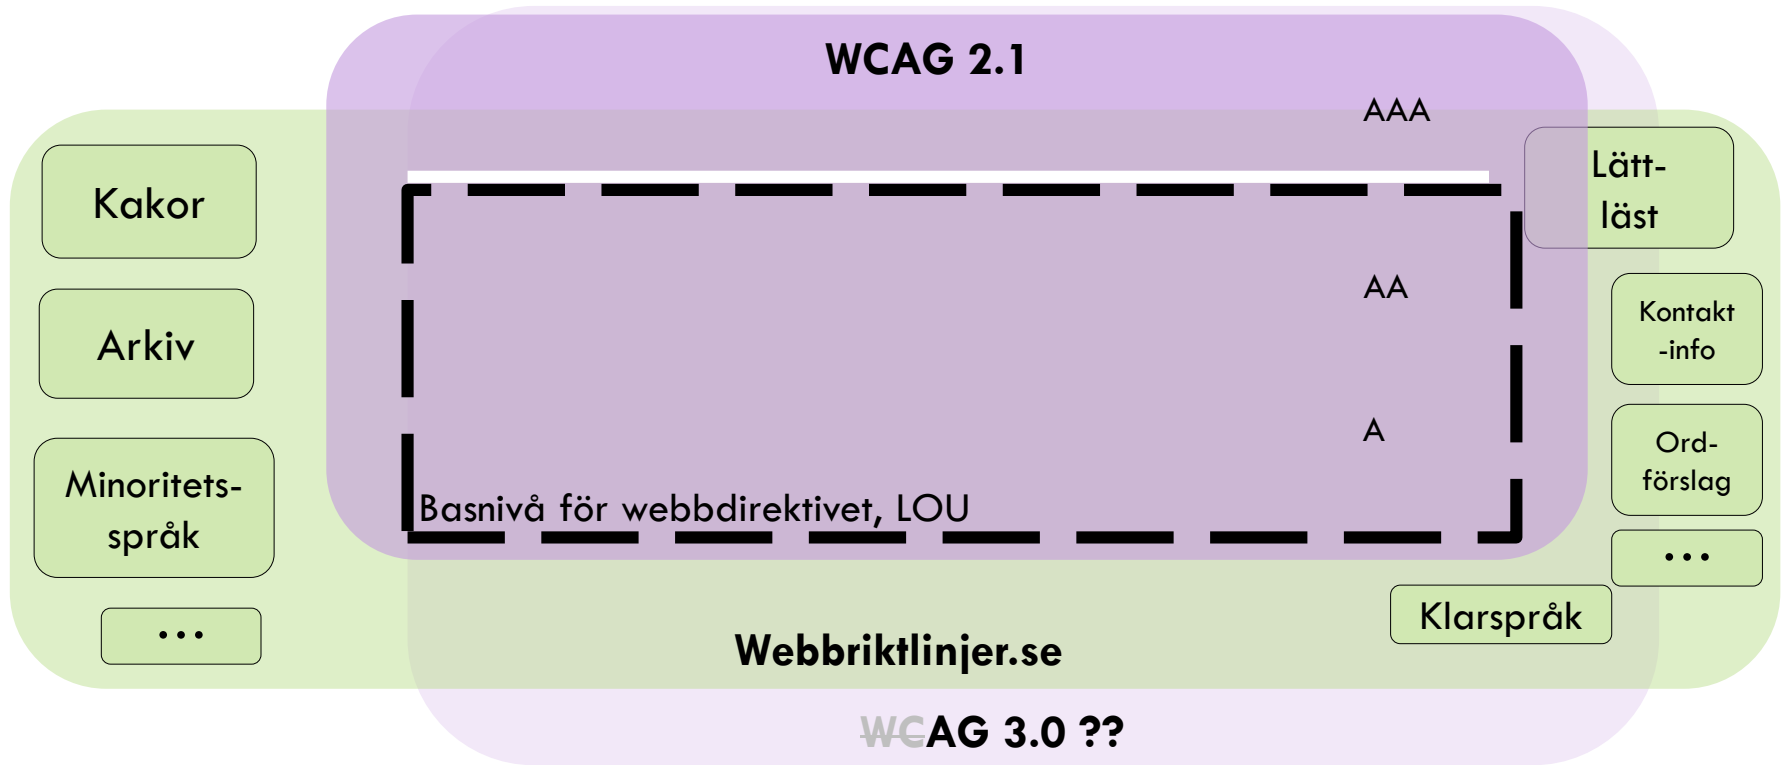 WCAG 2.1
AAA
Kakor
Lätt-
läst
AA
Arkiv
Kontakt
-info
A
Minoritets-
språk
Ord-
förslag
Basnivå för webbdirektivet, LOU
...
...
Klarspråk
Webbriktlinjer.se
WCAG 3.0 ??